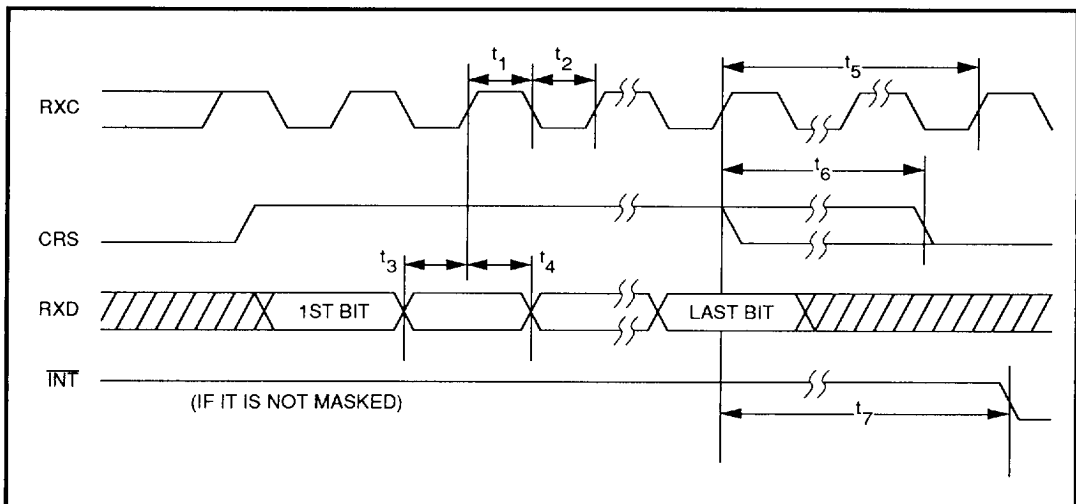 t1 t2 t5
RXC
t6
CRS
t3 t4
RXD 1ST BIT LAST BIT
INT
(IF IT IS NOT MASKED) t7